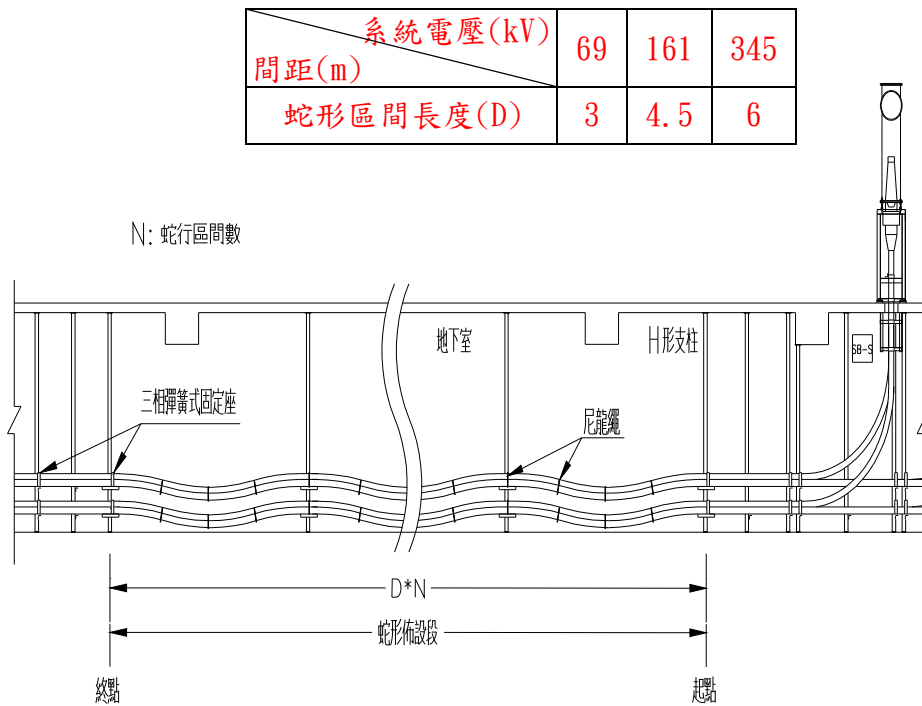 系統電壓(kV)
間距(m)
69
161
345
蛇形區間長度(D)
3
4.5
6
N: 蛇行區間數
地下室
H形支柱
SB-S
三相彈簧式固定座
尼龍繩
D*N
蛇形佈設段
終點
起點